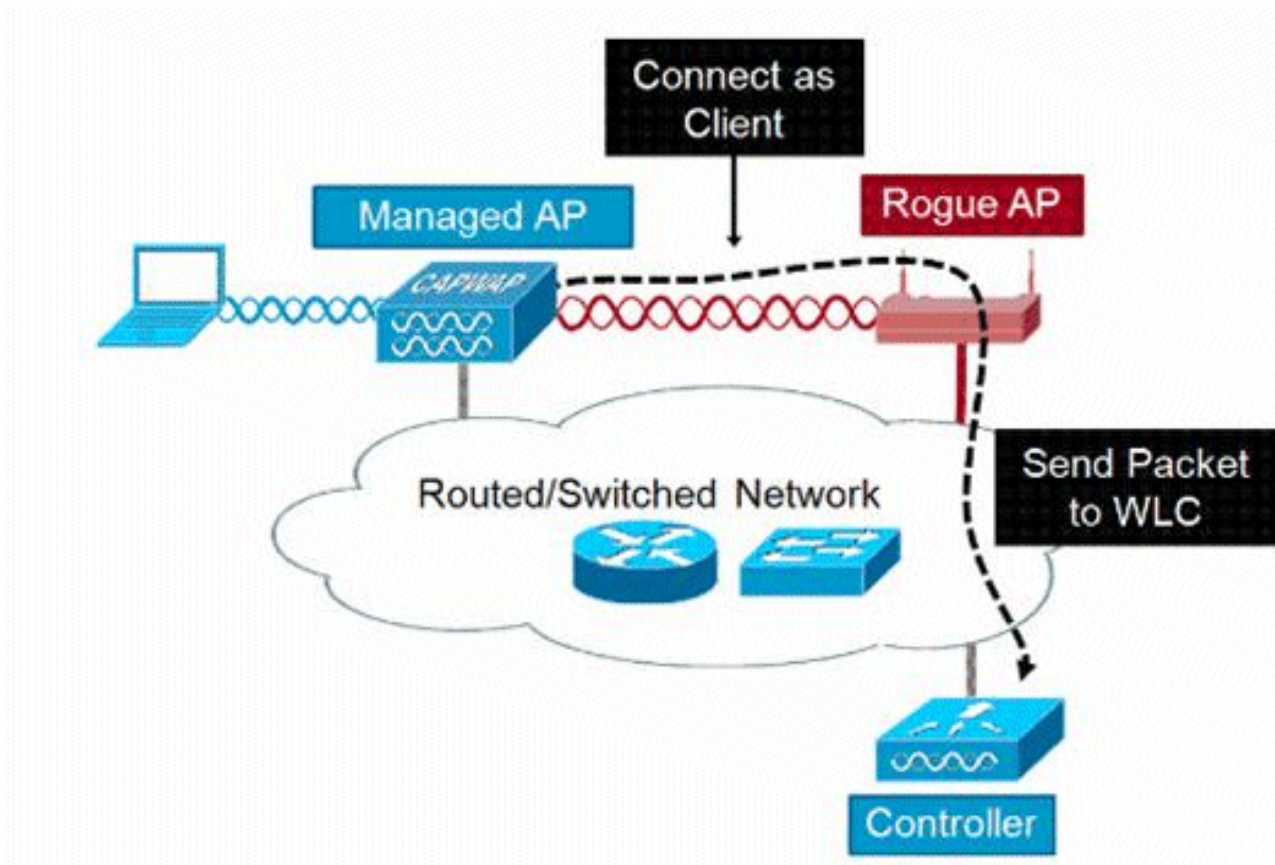 Connect as
Client
Managed AP
Rogue AP
CAPWAP
Routed/Switched Network
Send Packet
to WLC
Controller